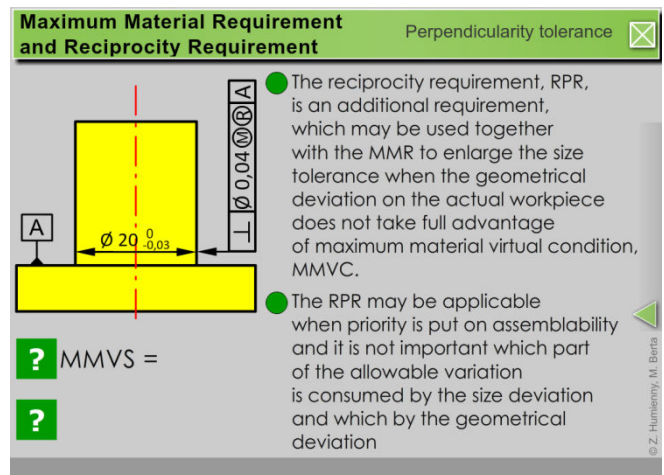 Maximum Material Requirement
and Reciprocity Requirement
Perpendicularity tolerance
⊥ Ø 0,04 Ⓜ Ⓡ A
A
Ø 20 0
-0,03
The reciprocity requirement, RPR,
is an additional requirement,
which may be used together
with the MMR to enlarge the size
tolerance when the geometrical
deviation on the actual workpiece
does not take full advantage
of maximum material virtual condition,
MMVC.
The RPR may be applicable
when priority is put on assemblability
and it is not important which part
of the allowable variation
is consumed by the size deviation
and which by the geometrical
deviation
? MMVS =
?
© Z. Humienny, M. Berta